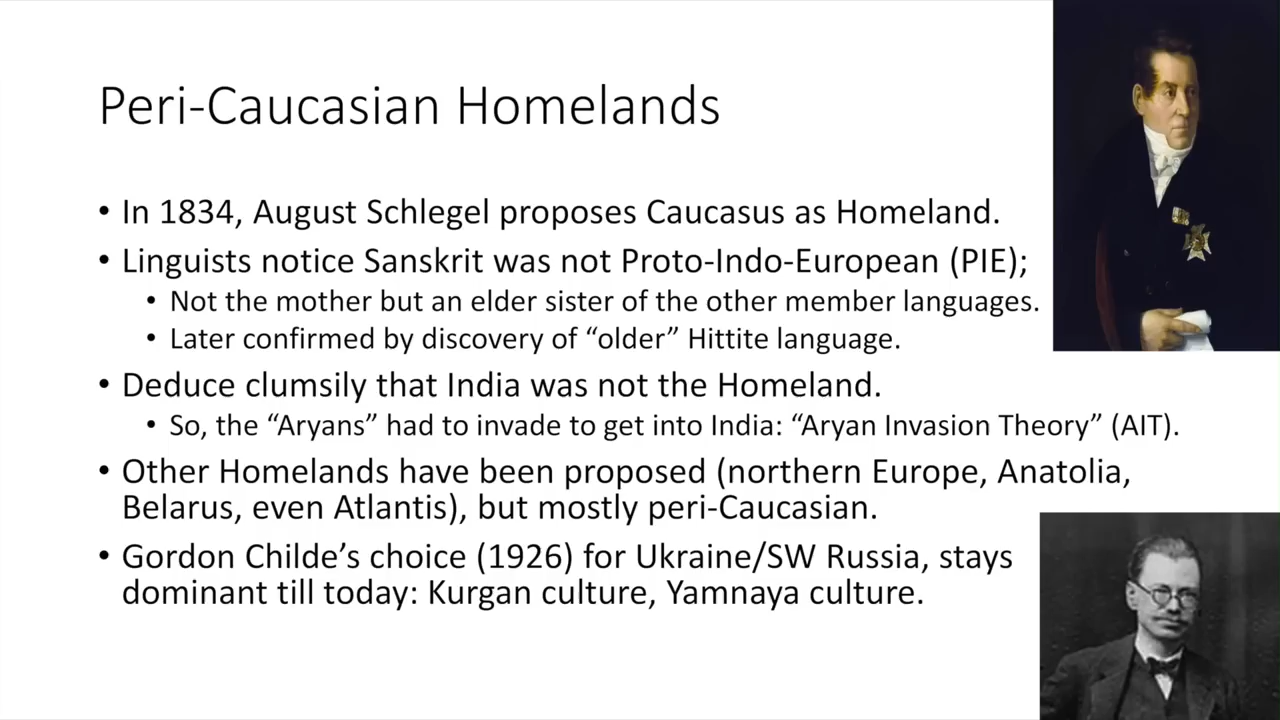 Peri-Caucasian Homelands
• In 1834, August Schlegel proposes Caucasus as Homeland.
• Linguists notice Sanskrit was not Proto-Indo-European (PIE);
• Not the mother but an elder sister of the other member languages.
• Later confirmed by discovery of “older” Hittite language.
• Deduce clumsily that India was not the Homeland.
• So, the “Aryans” had to invade to get into India: “Aryan Invasion Theory” (AIT).
• Other Homelands have been proposed (northern Europe, Anatolia,
Belarus, even Atlantis), but mostly peri-Caucasian.
• Gordon Childe’s choice (1926) for Ukraine/SW Russia, stays
dominant till today: Kurgan culture, Yamnaya culture.